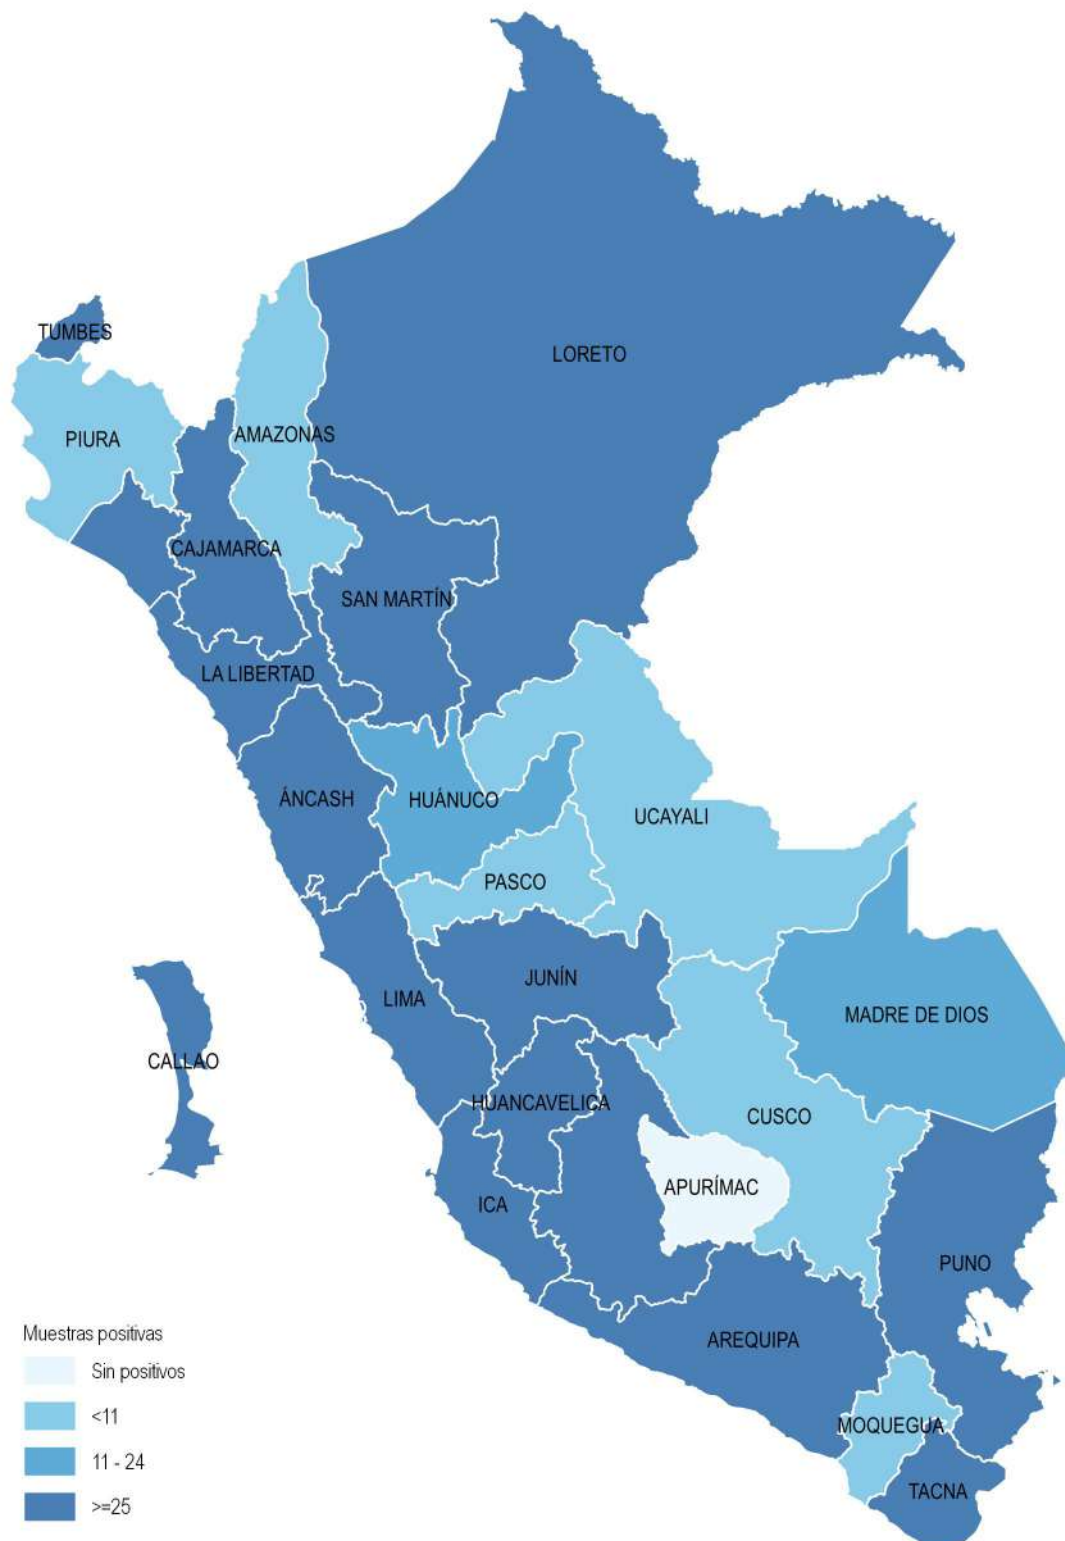 TUMBES
LORETO
PIURA
AMAZONAS
CAJAMARCA
SAN MARTÍN
LA LIBERTAD
ÁNCASH
HUÁNUCO
UCAYALI
PASCO
JUNÍN
LIMA
MADRE DE DIOS
CALLAO
HUANCAVELICA
CUSCO
APURÍMAC
ICA
PUNO
AREQUIPA
MOQUEGUA
TACNA
Muestras positivas
Sin positivos
<11
11 - 24
>=25